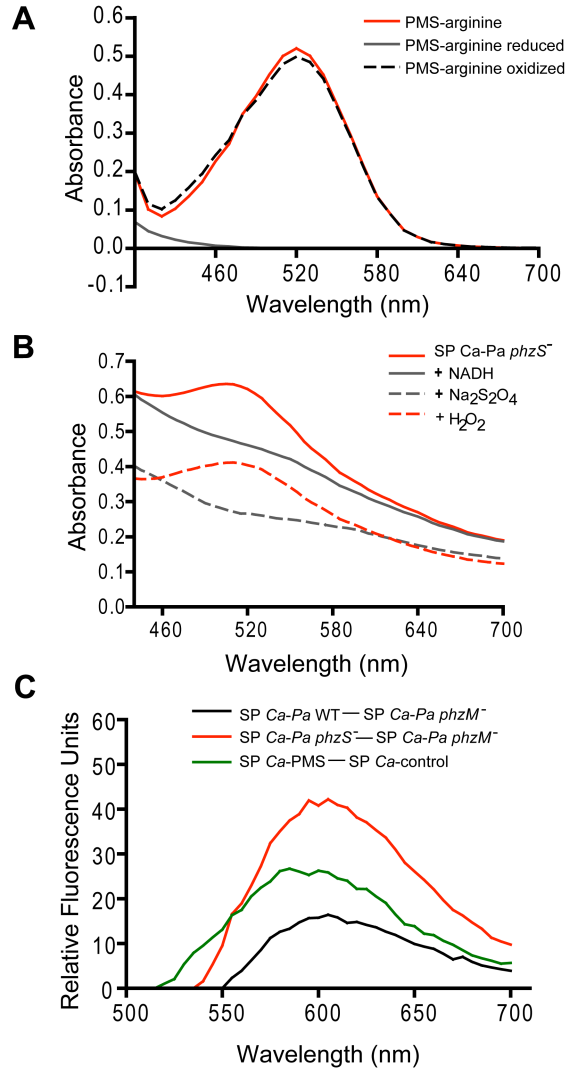 A
PMS-arginine
PMS-arginine reduced
PMS-arginine oxidized
Absorbance
0.6
0.5
0.4
0.3
0.2
0.1
0.0
-0.1
460 520 580 640 700
Wavelength (nm)
B
SP Ca-Pa phzS-
+ NADH
+ Na2S2O4
+ H2O2
Absorbance
0.7
0.6
0.5
0.4
0.3
0.2
0.1
0.0
460 520 580 640 700
Wavelength (nm)
C
SP Ca-Pa WT — SP Ca-Pa phzM-
SP Ca-Pa phzS- — SP Ca-Pa phzM-
SP Ca-PMS — SP Ca-control
Relative Fluorescence Units
60
50
40
30
20
10
0
500 550 600 650 700
Wavelength (nm)